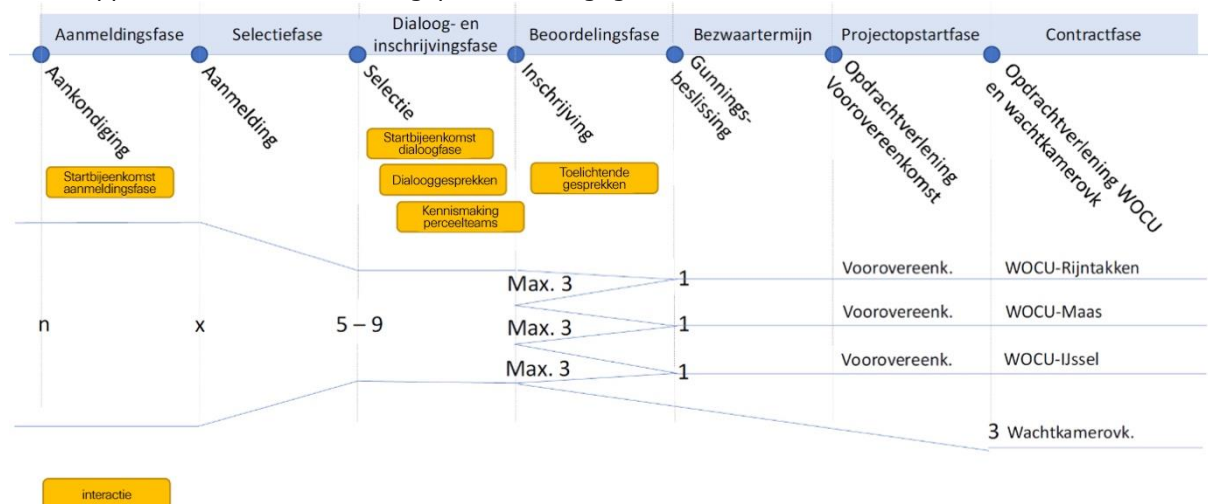 Aanmeldingsfase
Selectiefase
Dialoog- en
inschrijvingsfase
Beoordelingsfase
Bezwaartermijn
Projectopstartfase
Contractfase
Aankondiging
Aanmelding
Selectie
Inschrijving
Gunnings-
beslissing
Opdrachtverlening
Voorovereenkomst
Opdrachtverlening WOCU
en wachtkamerovk
Startbijeenkomst
aanmeldingsfase
Startbijeenkomst
dialoogfase
Dialooggesprekken
Kennismaking
perceelteams
Toelichtende
gesprekken
Max. 3
1
Voorovereenk.
WOCU-Rijntakken
n
x
5 – 9
Max. 3
1
Voorovereenk.
WOCU-Maas
Max. 3
1
Voorovereenk.
WOCU-IJssel
3 Wachtkamerovk.
interactie